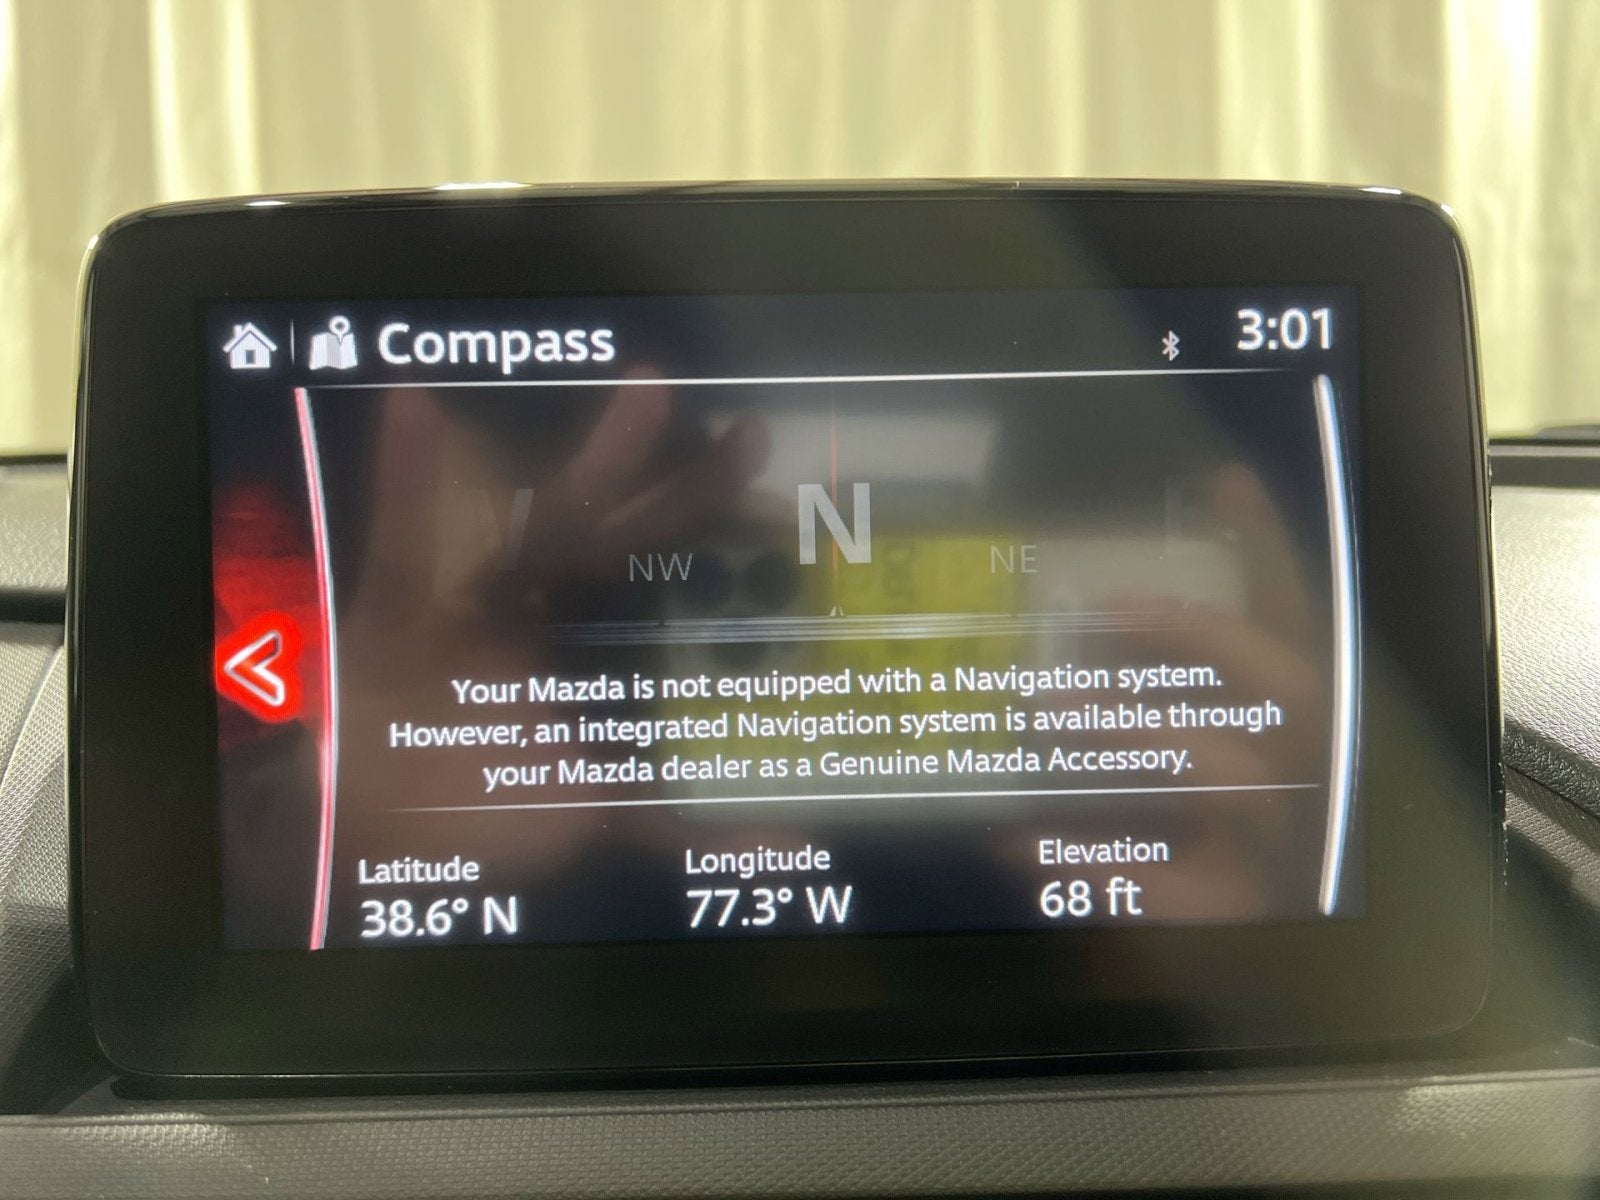 Compass
3:01
N
NW
NE
E
Your Mazda is not equipped with a Navigation system.
However, an integrated Navigation system is available through
your Mazda dealer as a Genuine Mazda Accessory.
Latitude
38.6° N
Longitude
77.3° W
Elevation
68 ft